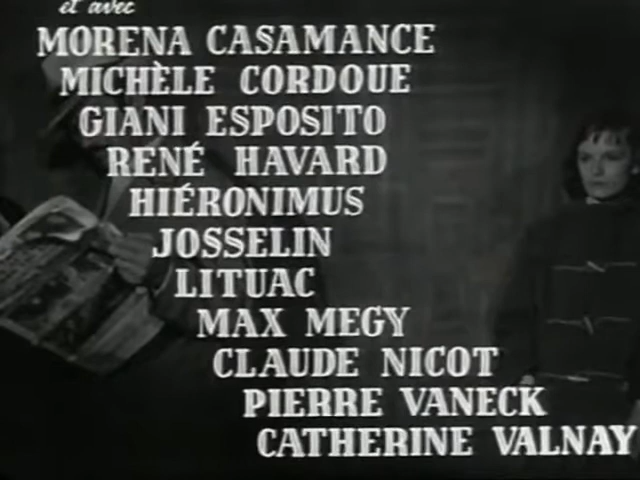 et avec
MORENA CASAMANCE
MICHÈLE CORDOUE
GIANI ESPOSITO
RENÉ HAVARD
HIÉRONIMUS
JOSSELIN
LITUAC
MAX MEGY
CLAUDE NICOT
PIERRE VANECK
CATHERINE VALNAY